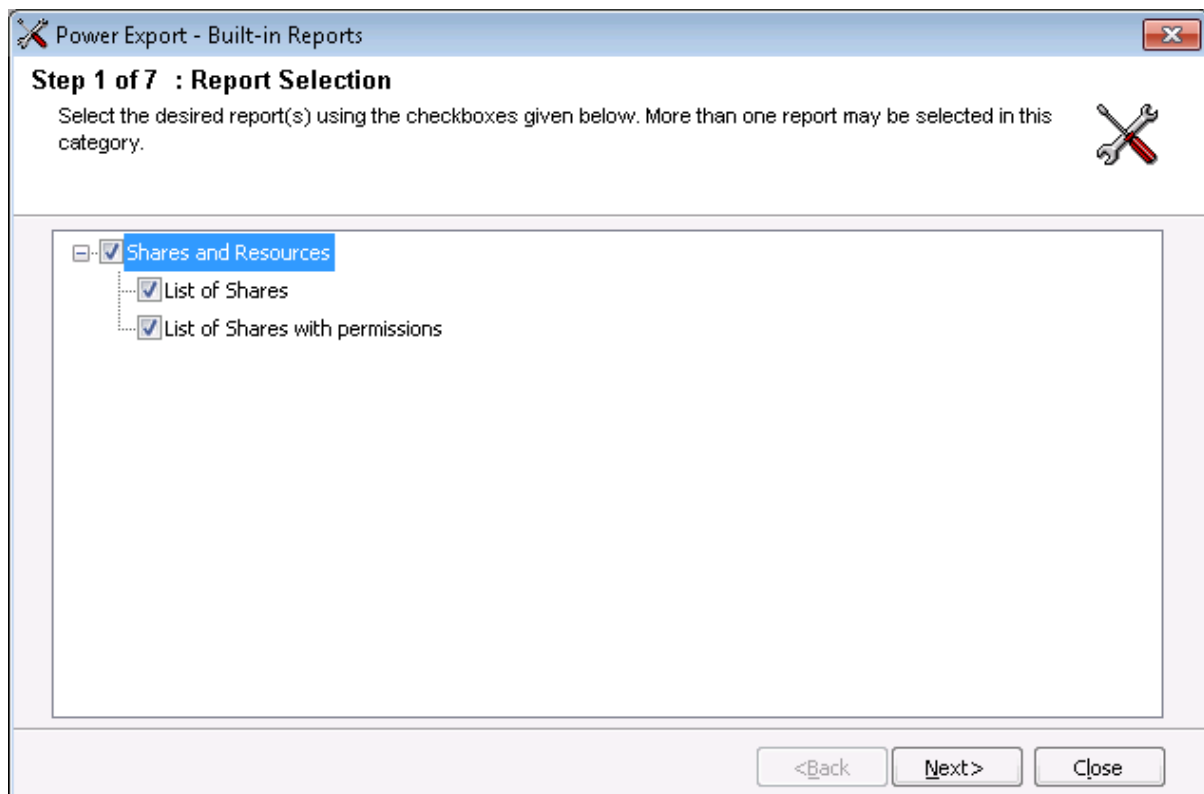 Power Export - Built-in Reports
Step 1 of 7 : Report Selection
Select the desired report(s) using the checkboxes given below. More than one report may be selected in this
category.
Shares and Resources
List of Shares
List of Shares with permissions
<Back
Next>
Close